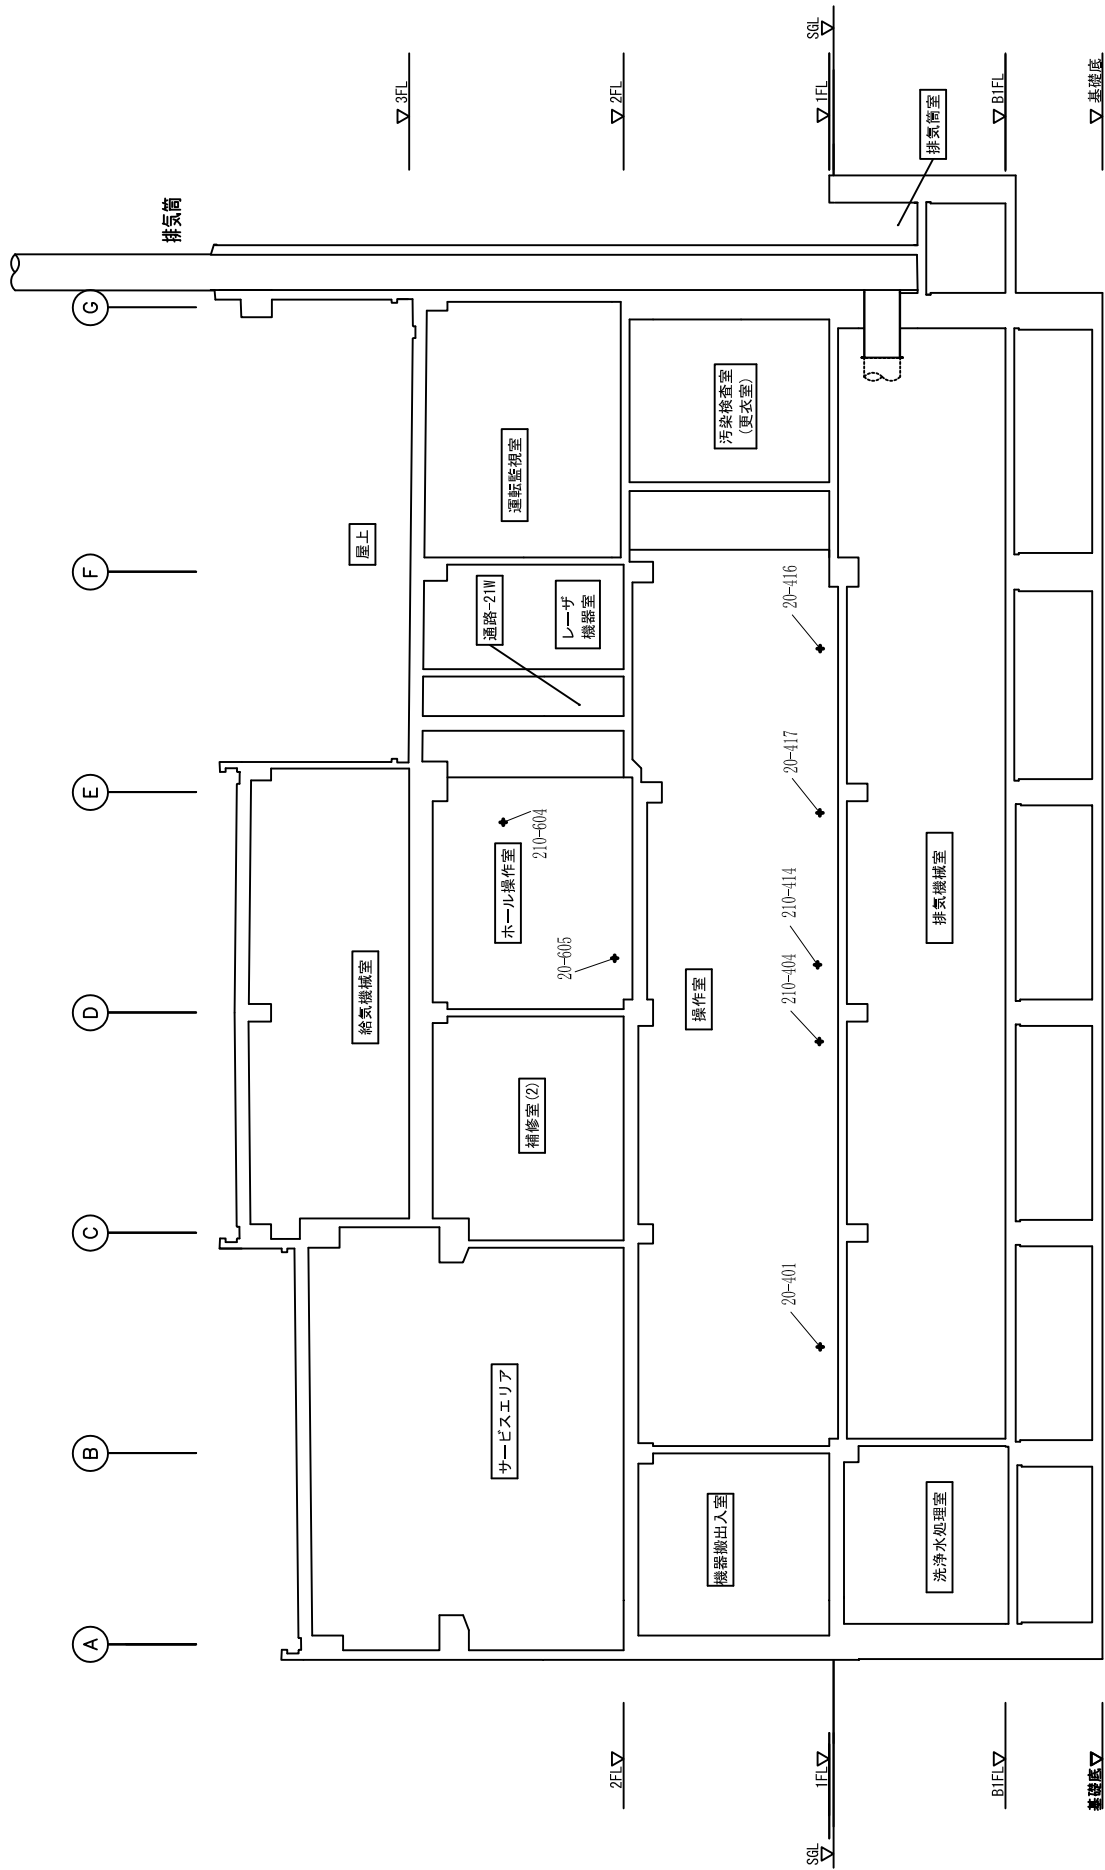 A
B
C
D
E
F
G
排気筒
3FL
2FL
1FL
SGL
B1FL
基礎底
排気筒室
屋上
給気機械室
サービスエリア
補修室(2)
ホール操作室
210-604
20-605
通路-21W
レーザ
機器室
運転監視室
機器搬出入室
操作室
汚染検査室
(更衣室)
20-401
210-404
210-414
20-417
20-416
洗浄水処理室
排気機械室
2FL
1FL
SGL
B1FL
基礎底